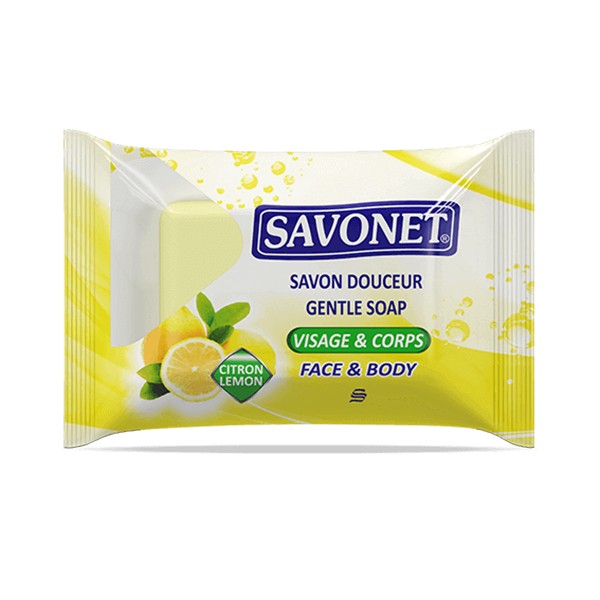 SAVONET®
SAVON DOUCEUR
GENTLE SOAP
VISAGE & CORPS
FACE & BODY
CITRON
LEMON